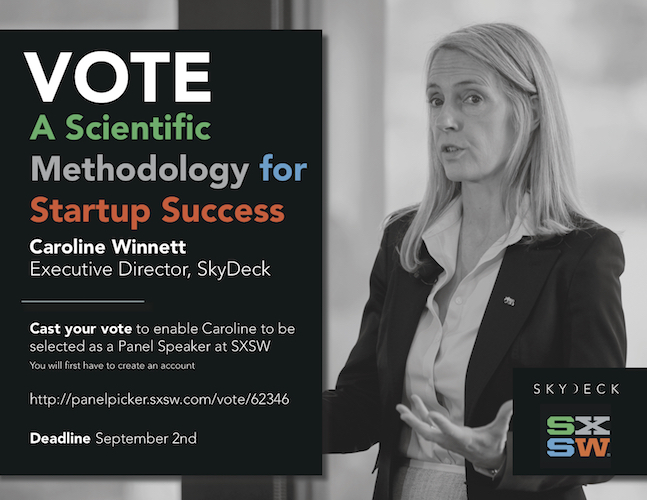 VOTE
A Scientific
Methodology for
Startup Success
Caroline Winnett
Executive Director, SkyDeck
Cast your vote to enable Caroline to be
selected as a Panel Speaker at SXSW
You will first have to create an account
http://panelpicker.sxsw.com/vote/62346
Deadline September 2nd
SKYDECK
SX
SW